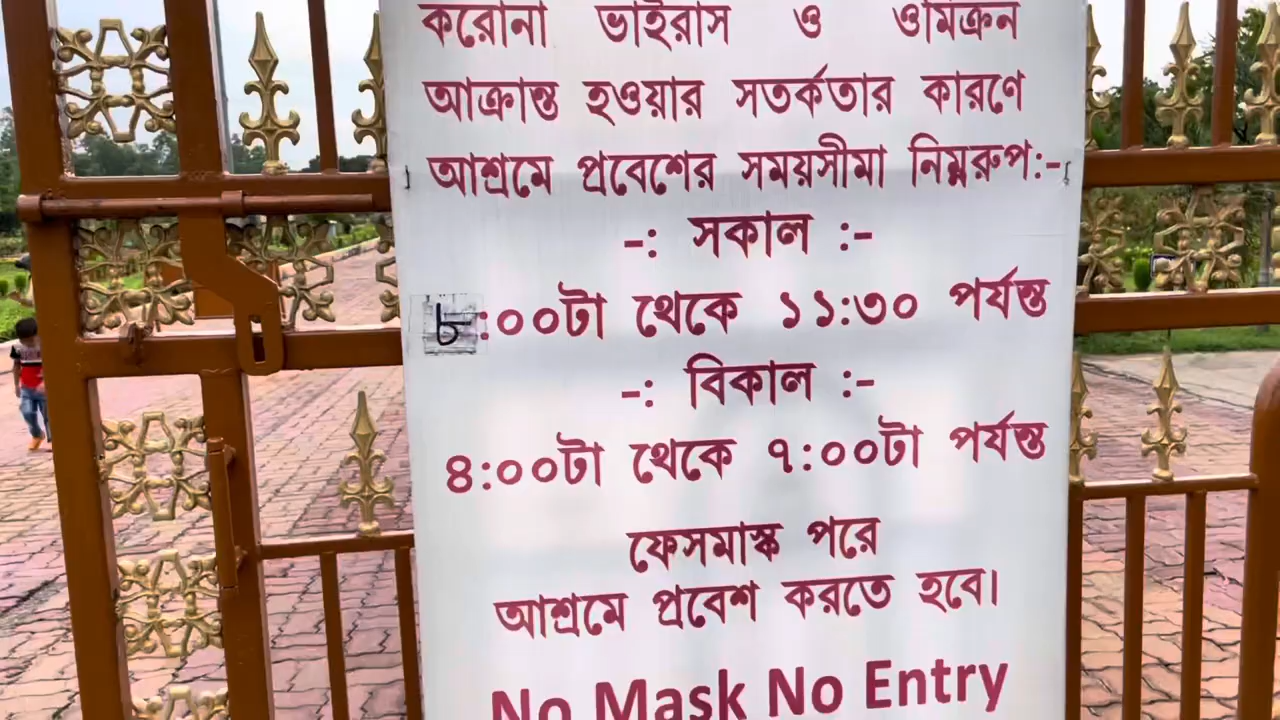 করোনা ভাইরাস ও ওমিক্রন
আক্রান্ত হওয়ার সতর্কতার কারণে
আশ্রমে প্রবেশের সময়সীমা নিম্নরুপ:-
-: সকাল :-
৮:০০টা থেকে ১১:৩০ পর্যন্ত
-: বিকাল :-
৪:০০টা থেকে ৭:০০টা পর্যন্ত
ফেসমাস্ক পরে
আশ্রমে প্রবেশ করতে হবে।
No Mask No Entry